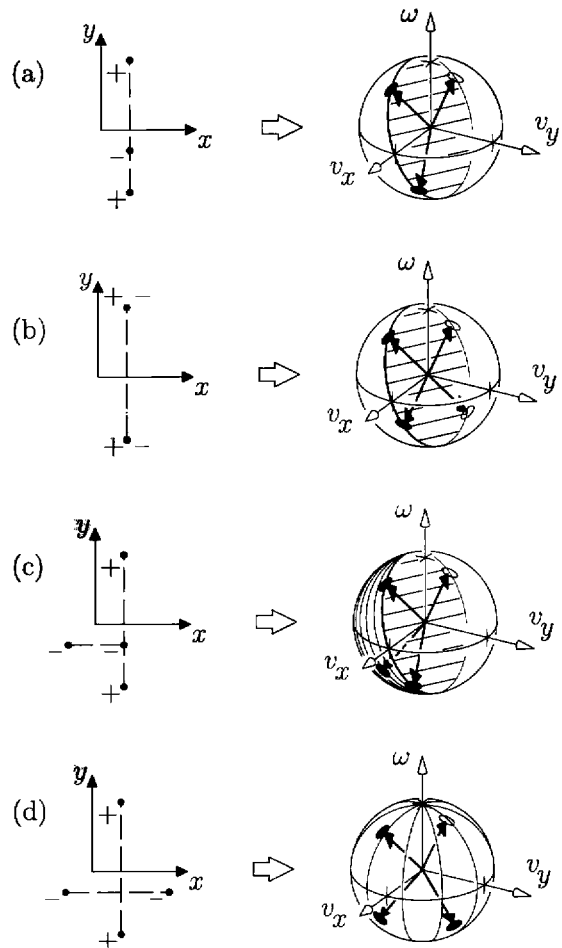 ω
y
(a)
+
x
v_y
−
v_x
+
ω
y
+ −
(b)
x
v_y
v_x
+ −
ω
y
+
(c)
x
v_y
− −
v_x
+
ω
y
(d)
+
x
v_y
− −
v_x
+